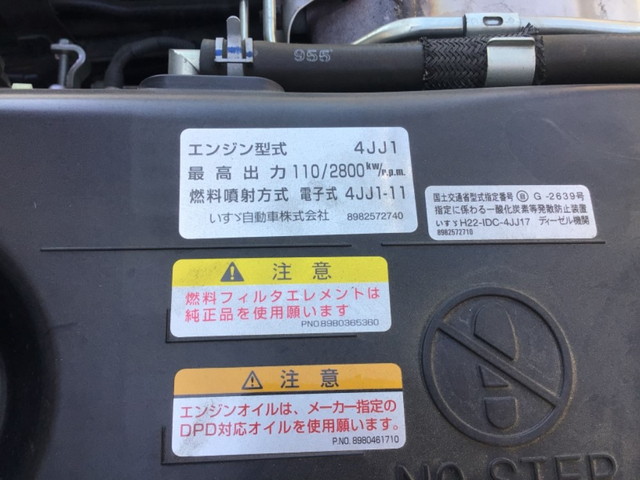 955
エンジン型式 4JJ1
最高出力 110/2800kw/r.p.m.
燃料噴射方式 電子式 4JJ1-11
いすゞ自動車株式会社 8982572740
国土交通省型式指定番号 Ⓑ G-2639号
指定に係わる一酸化炭素等発散防止装置
いすゞH22-IDC-4JJ17 ディーゼル機関
8982572710
⚠ 注意
燃料フィルタエレメントは
純正品を使用願います
PNO.8980365360
⚠ 注意
エンジンオイルは、メーカー指定の
DPD対応オイルを使用願います。
P.NO. 8980461710
NO STEP